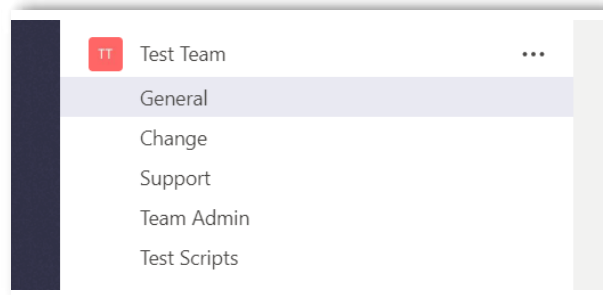 TT Test Team ...
General
Change
Support
Team Admin
Test Scripts